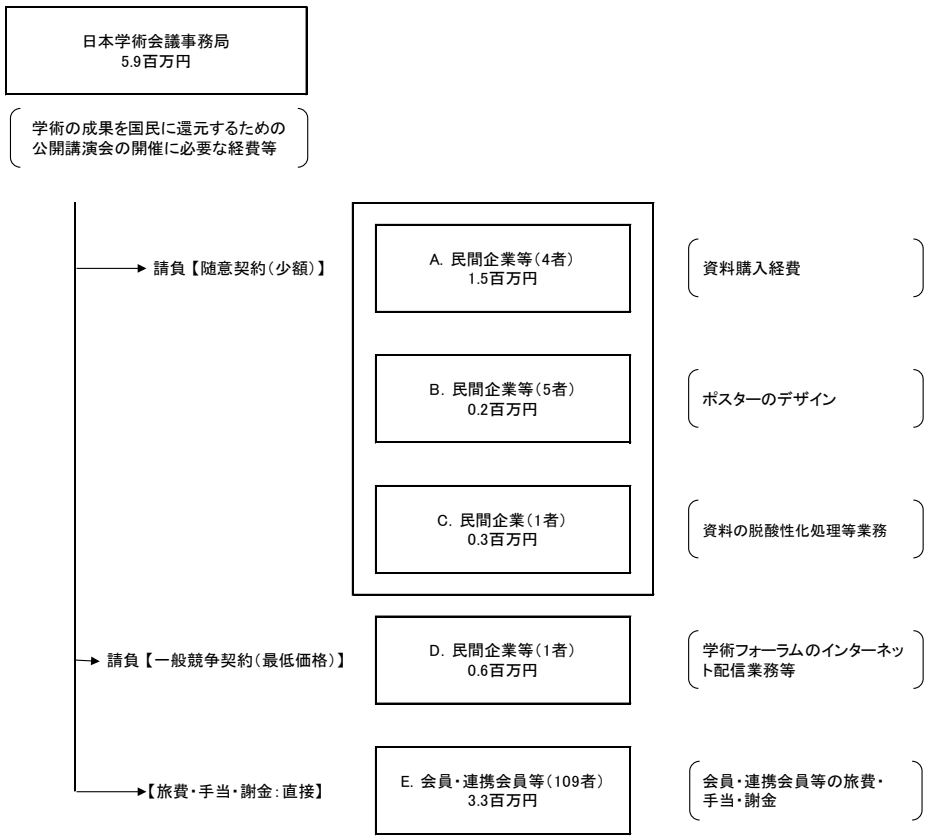 日本学術会議事務局
5.9百万円
学術の成果を国民に還元するための
公開講演会の開催に必要な経費等
請負【随意契約(少額)】
A. 民間企業等(4者)
1.5百万円
資料購入経費
B. 民間企業等(5者)
0.2百万円
ポスターのデザイン
C. 民間企業(1者)
0.3百万円
資料の脱酸性化処理等業務
請負【一般競争契約(最低価格)】
D. 民間企業等(1者)
0.6百万円
学術フォーラムのインターネッ
ト配信業務等
【旅費・手当・謝金:直接】
E. 会員・連携会員等(109者)
3.3百万円
会員・連携会員等の旅費・
手当・謝金